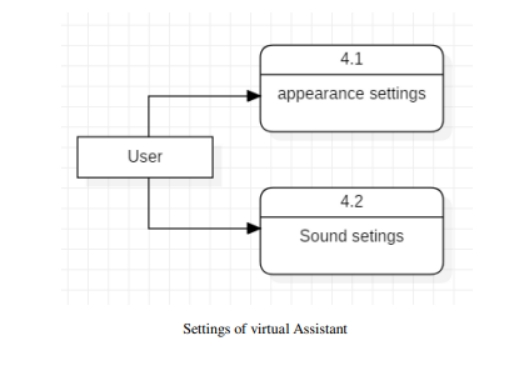 4.1
appearance settings
User
4.2
Sound setings
Settings of virtual Assistant